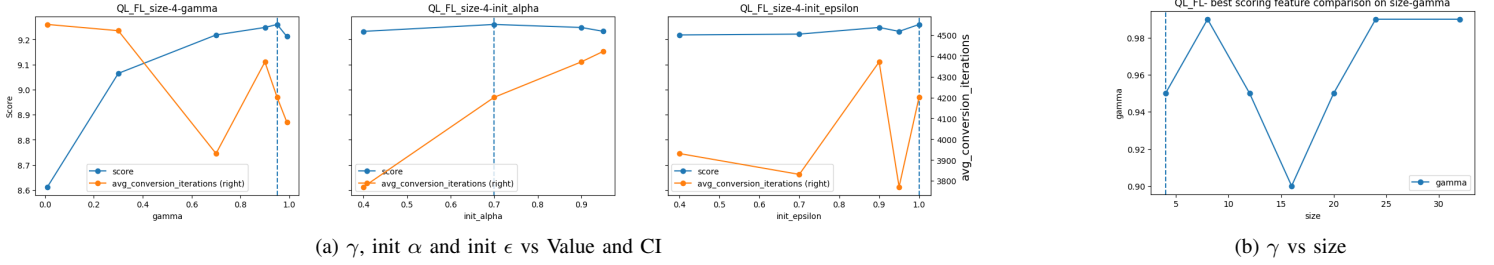 QL_FL_size-4-gamma
9.2
9.1
9.0
8.9
8.8
8.7
8.6
Score
score
avg_conversion_iterations (right)
0.0 0.2 0.4 0.6 0.8 1.0
gamma
QL_FL_size-4-init_alpha
score
avg_conversion_iterations (right)
0.4 0.5 0.6 0.7 0.8 0.9
init_alpha
QL_FL_size-4-init_epsilon
score
avg_conversion_iterations (right)
0.4 0.5 0.6 0.7 0.8 0.9 1.0
init_epsilon
4500
4400
4300
4200
4100
4000
3900
3800
avg_conversion_iterations
(a) γ, init α and init ϵ vs Value and CI
QL_FL- best scoring feature comparison on size-gamma
0.98
0.96
0.94
0.92
0.90
gamma
gamma
5 10 15 20 25 30
size
(b) γ vs size